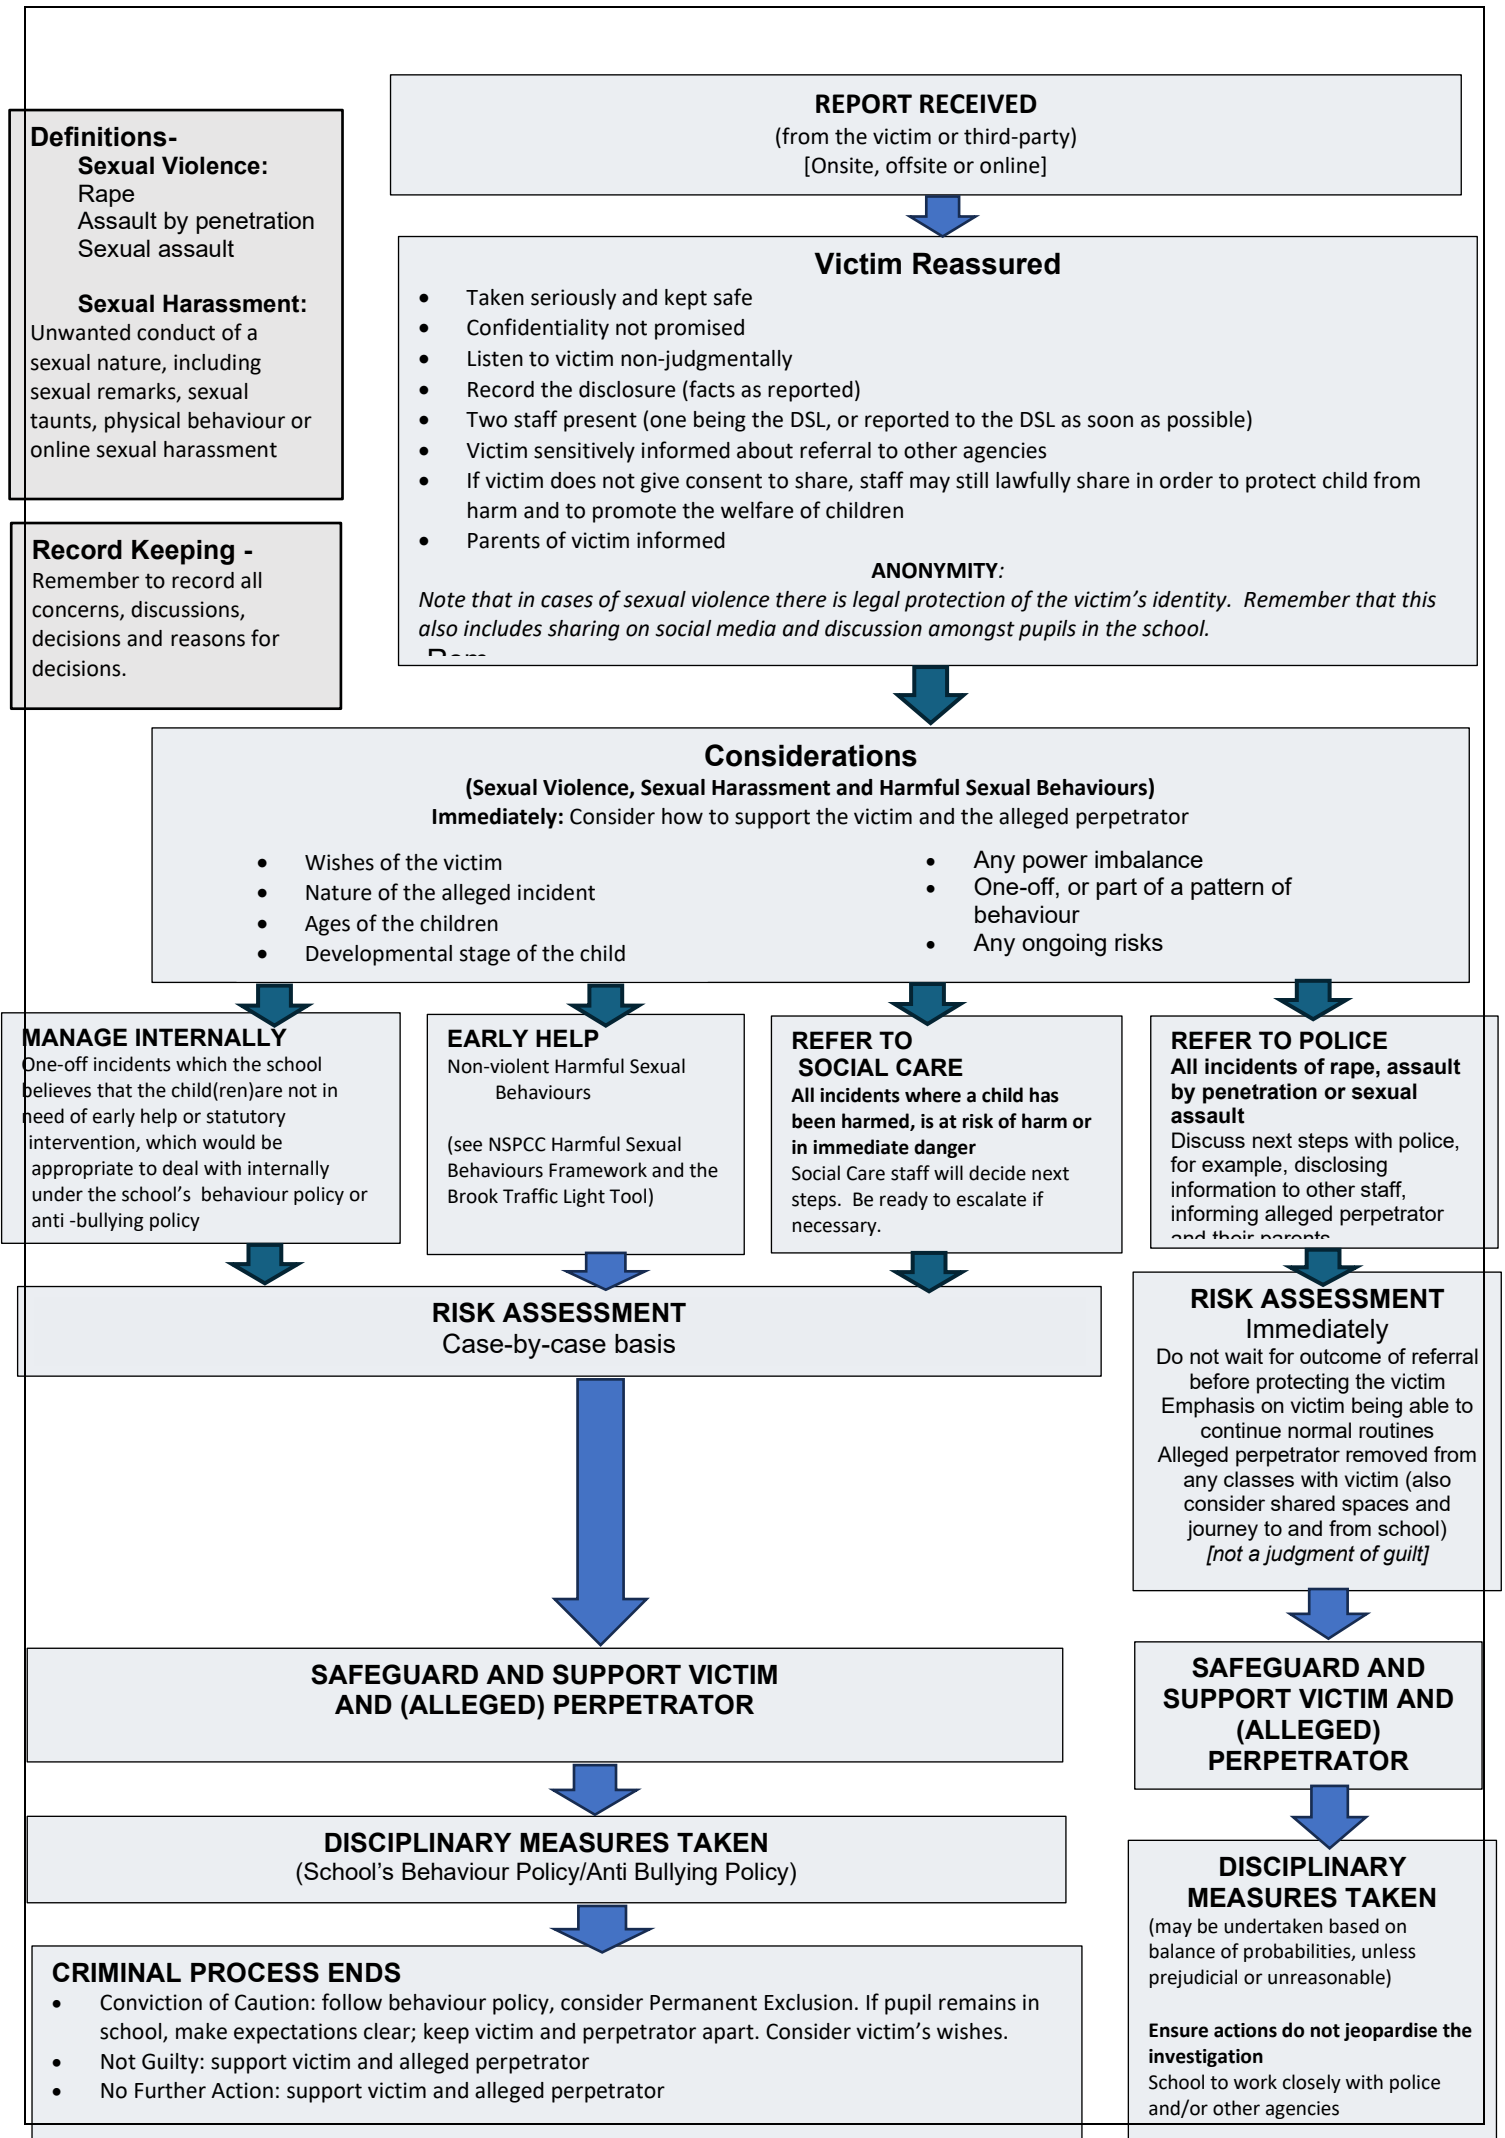 REPORT RECEIVED
(from the victim or third-party)
[Onsite, offsite or online]
Definitions-
Sexual Violence:
Rape
Assault by penetration
Sexual assault
Sexual Harassment:
Unwanted conduct of a
sexual nature, including
sexual remarks, sexual
taunts, physical behaviour or
online sexual harassment
Record Keeping -
Remember to record all
concerns, discussions,
decisions and reasons for
decisions.
Victim Reassured
• Taken seriously and kept safe
• Confidentiality not promised
• Listen to victim non-judgmentally
• Record the disclosure (facts as reported)
• Two staff present (one being the DSL, or reported to the DSL as soon as possible)
• Victim sensitively informed about referral to other agencies
• If victim does not give consent to share, staff may still lawfully share in order to protect child from
harm and to promote the welfare of children
• Parents of victim informed
ANONYMITY:
Note that in cases of sexual violence there is legal protection of the victim’s identity. Remember that this
also includes sharing on social media and discussion amongst pupils in the school.
Considerations
(Sexual Violence, Sexual Harassment and Harmful Sexual Behaviours)
Immediately: Consider how to support the victim and the alleged perpetrator
• Wishes of the victim
• Nature of the alleged incident
• Ages of the children
• Developmental stage of the child
• Any power imbalance
• One-off, or part of a pattern of
behaviour
• Any ongoing risks
MANAGE INTERNALLY
One-off incidents which the school
believes that the child(ren)are not in
need of early help or statutory
intervention, which would be
appropriate to deal with internally
under the school’s behaviour policy or
anti -bullying policy
EARLY HELP
Non-violent Harmful Sexual
Behaviours
(see NSPCC Harmful Sexual
Behaviours Framework and the
Brook Traffic Light Tool)
REFER TO
SOCIAL CARE
All incidents where a child has
been harmed, is at risk of harm or
in immediate danger
Social Care staff will decide next
steps. Be ready to escalate if
necessary.
REFER TO POLICE
All incidents of rape, assault
by penetration or sexual
assault
Discuss next steps with police,
for example, disclosing
information to other staff,
informing alleged perpetrator
and their parents
RISK ASSESSMENT
Case-by-case basis
RISK ASSESSMENT
Immediately
Do not wait for outcome of referral
before protecting the victim
Emphasis on victim being able to
continue normal routines
Alleged perpetrator removed from
any classes with victim (also
consider shared spaces and
journey to and from school)
[not a judgment of guilt]
SAFEGUARD AND SUPPORT VICTIM
AND (ALLEGED) PERPETRATOR
SAFEGUARD AND
SUPPORT VICTIM AND
(ALLEGED)
PERPETRATOR
DISCIPLINARY MEASURES TAKEN
(School’s Behaviour Policy/Anti Bullying Policy)
DISCIPLINARY
MEASURES TAKEN
(may be undertaken based on
balance of probabilities, unless
prejudicial or unreasonable)
Ensure actions do not jeopardise the
investigation
School to work closely with police
and/or other agencies
CRIMINAL PROCESS ENDS
• Conviction of Caution: follow behaviour policy, consider Permanent Exclusion. If pupil remains in
school, make expectations clear; keep victim and perpetrator apart. Consider victim’s wishes.
• Not Guilty: support victim and alleged perpetrator
• No Further Action: support victim and alleged perpetrator